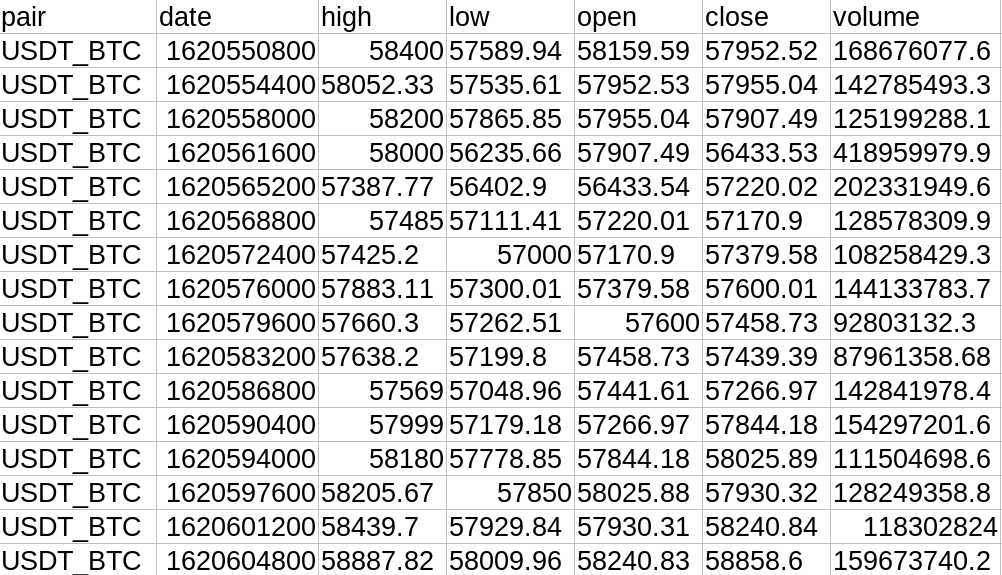 pair date high low open close volume
USDT_BTC 1620550800 58400 57589.94 58159.59 57952.52 168676077.6
USDT_BTC 1620554400 58052.33 57535.61 57952.53 57955.04 142785493.3
USDT_BTC 1620558000 58200 57865.85 57955.04 57907.49 125199288.1
USDT_BTC 1620561600 58000 56235.66 57907.49 56433.53 418959979.9
USDT_BTC 1620565200 57387.77 56402.9 56433.54 57220.02 202331949.6
USDT_BTC 1620568800 57485 57111.41 57220.01 57170.9 128578309.9
USDT_BTC 1620572400 57425.2 57000 57170.9 57379.58 108258429.3
USDT_BTC 1620576000 57883.11 57300.01 57379.58 57600.01 144133783.7
USDT_BTC 1620579600 57660.3 57262.51 57600 57458.73 92803132.3
USDT_BTC 1620583200 57638.2 57199.8 57458.73 57439.39 87961358.68
USDT_BTC 1620586800 57569 57048.96 57441.61 57266.97 142841978.4
USDT_BTC 1620590400 57999 57179.18 57266.97 57844.18 154297201.6
USDT_BTC 1620594000 58180 57778.85 57844.18 58025.89 111504698.6
USDT_BTC 1620597600 58205.67 57850 58025.88 57930.32 128249358.8
USDT_BTC 1620601200 58439.7 57929.84 57930.31 58240.84 118302824
USDT_BTC 1620604800 58887.82 58009.96 58240.83 58858.6 159673740.2